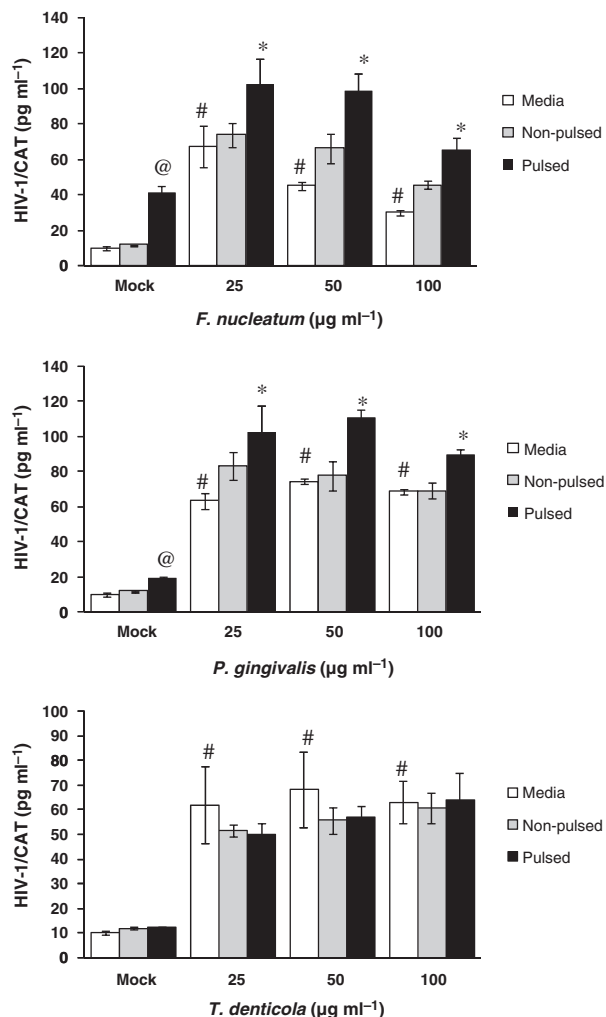 140
120
100
80
60
40
20
0
HIV-1/CAT (pg ml⁻¹)
@
#
*
#
*
#
*
Media
Non-pulsed
Pulsed
Mock 25 50 100
F. nucleatum (µg ml⁻¹)
140
120
100
80
60
40
20
0
HIV-1/CAT (pg ml⁻¹)
@
#
*
#
*
#
*
Media
Non-pulsed
Pulsed
Mock 25 50 100
P. gingivalis (µg ml⁻¹)
100
90
80
70
60
50
40
30
20
10
0
HIV-1/CAT (pg ml⁻¹)
#
#
#
Media
Non-pulsed
Pulsed
Mock 25 50 100
T. denticola (µg ml⁻¹)